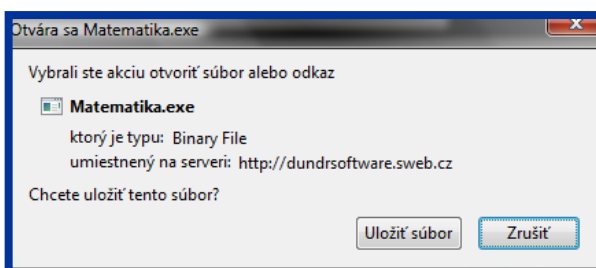 Otvára sa Matematika.exe
Vybrali ste akciu otvoriť súbor alebo odkaz
Matematika.exe
ktorý je typu: Binary File
umiestnený na serveri: http://dundrsoftware.sweb.cz
Chcete uložiť tento súbor?
Uložiť súbor Zrušiť